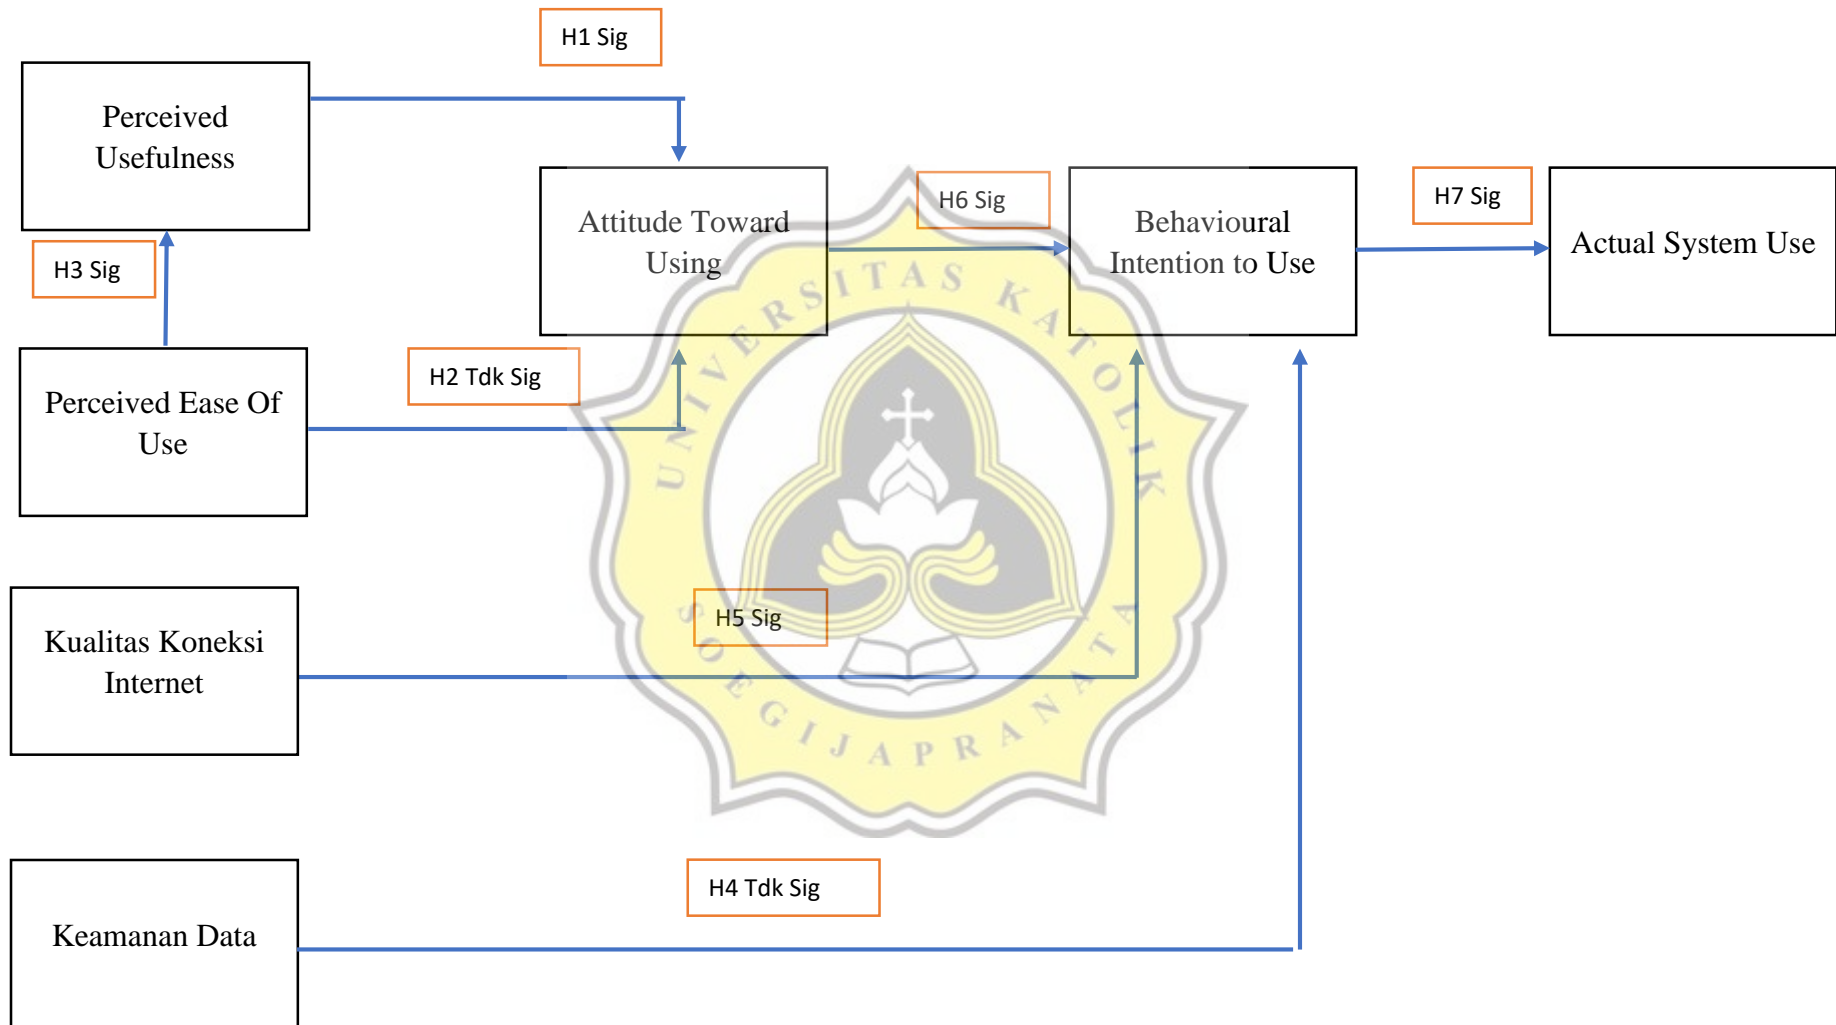 H1 Sig
Perceived
Usefulness
H3 Sig
Attitude Toward
Using
H6 Sig
Behavioural
Intention to Use
H7 Sig
Actual System Use
H2 Tdk Sig
Perceived Ease Of
Use
Kualitas Koneksi
Internet
H5 Sig
H4 Tdk Sig
Keamanan Data
UNIVERSITAS KATOLIK
SOEGIJAPRANATA